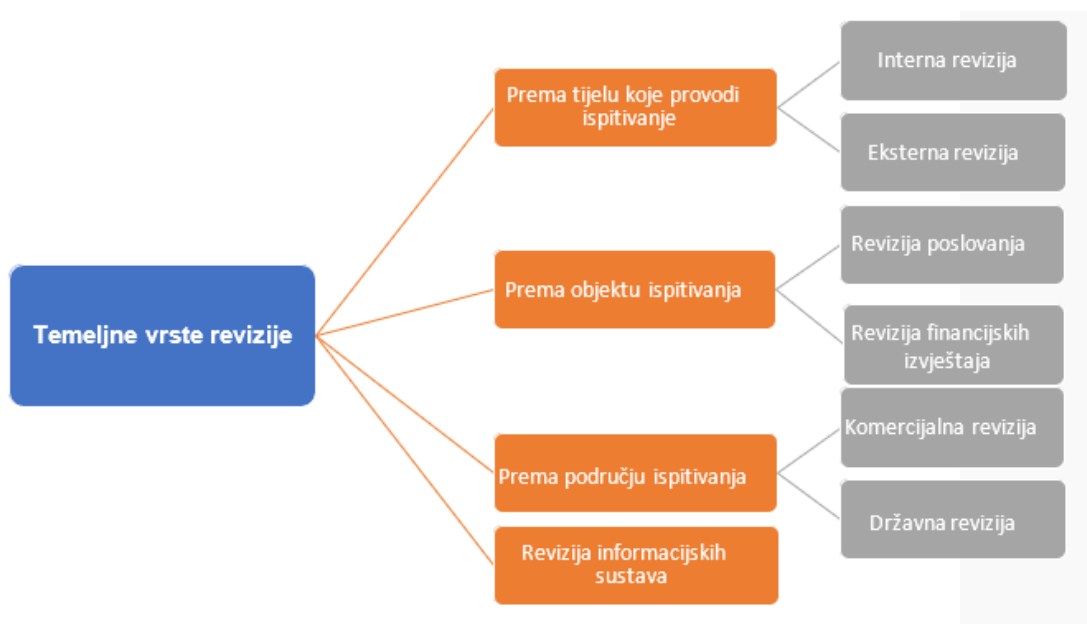 Temeljne vrste revizije
Prema tijelu koje provodi
ispitivanje
Interna revizija
Eksterna revizija
Prema objektu ispitivanja
Revizija poslovanja
Revizija financijskih
izvještaja
Prema području ispitivanja
Komercijalna revizija
Državna revizija
Revizija informacijskih
sustava